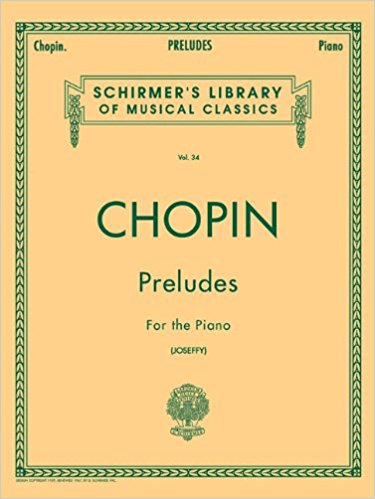 Chopin. PRELUDES Piano
SCHIRMER'S LIBRARY
OF MUSICAL CLASSICS
Vol. 34
CHOPIN
Preludes
For the Piano
(JOSEFFY)